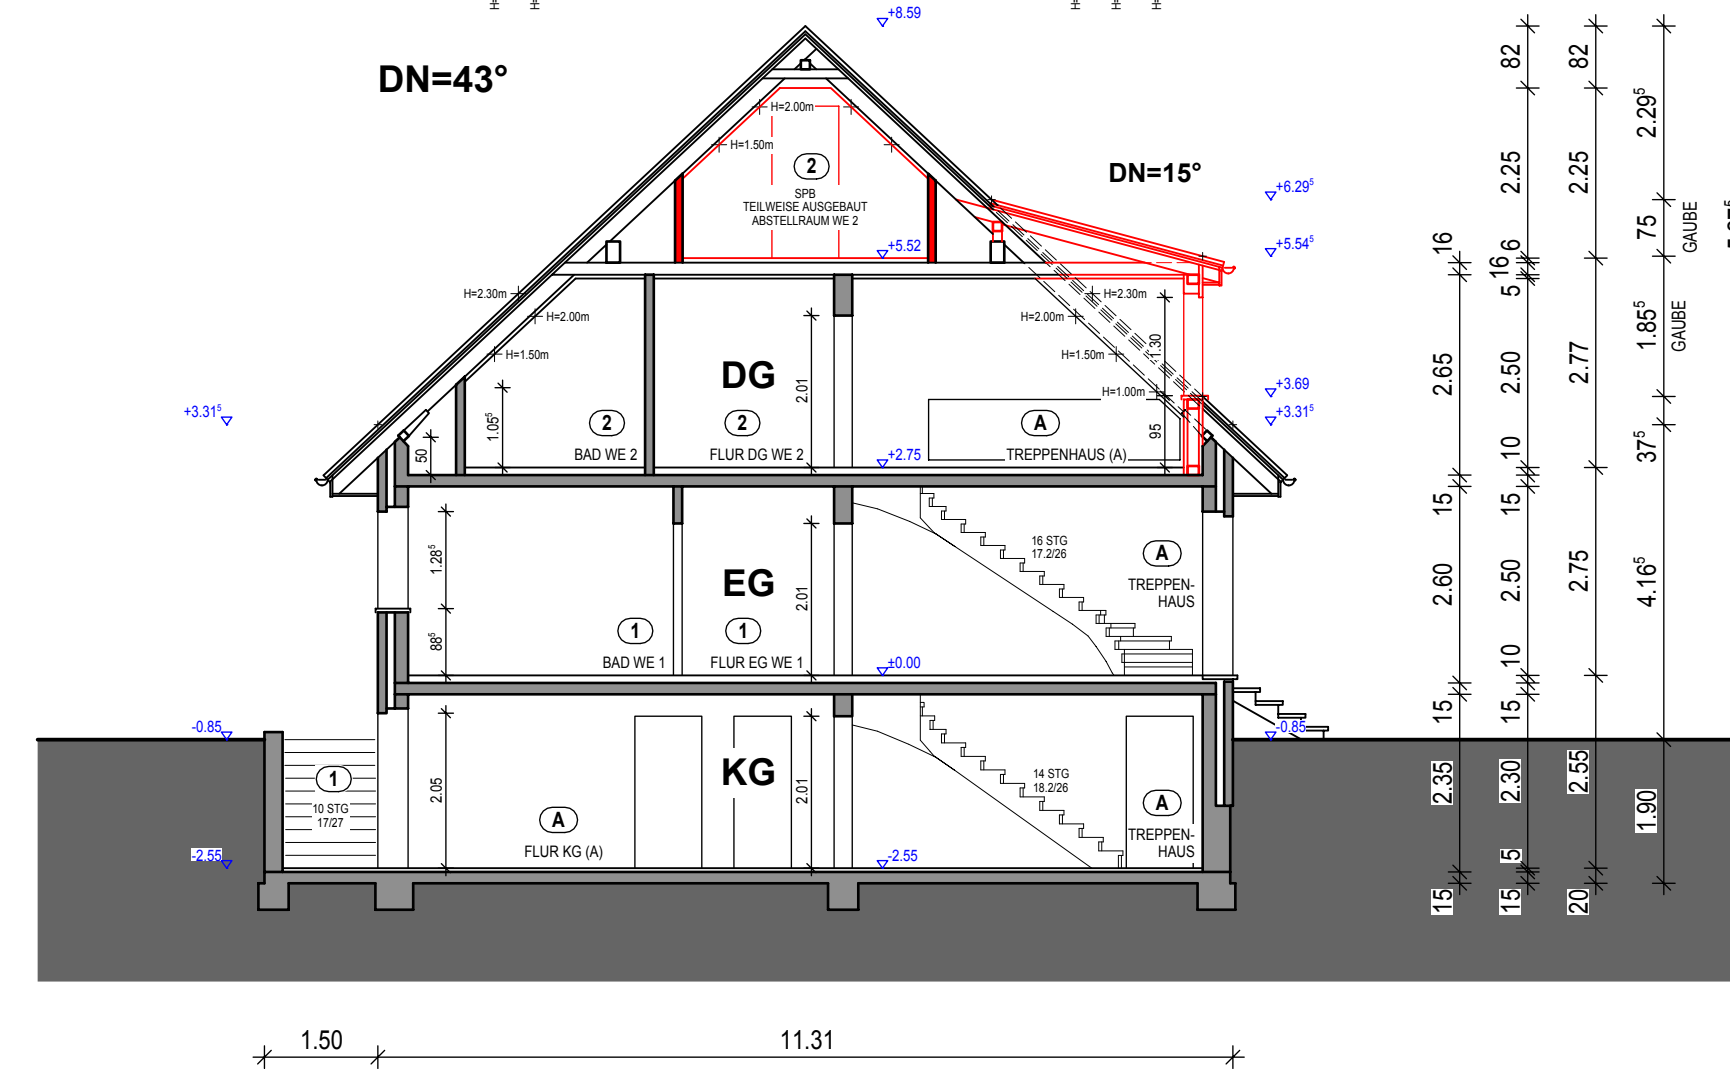 H=
H=
H=
H=
H=
+8.59
DN=43°
H=2.00m
H=1.50m
2
SPB
TEILWEISE AUSGEBAUT
ABSTELLRAUM WE 2
DN=15°
+6.29⁵
+5.52
+5.54⁵
H=2.30m
H=2.00m
H=1.50m
H=2.30m
H=2.00m
H=1.50m
H=1.00m
1.30
95
+3.69
+3.31⁵
+3.31⁵
DG
2.01
1.05⁵
50
2
BAD WE 2
2
FLUR DG WE 2
A
TREPPENHAUS (A)
+2.75
1.28⁵
88⁵
EG
2.01
16 STG
17.2/26
A
TREPPEN-
HAUS
1
BAD WE 1
1
FLUR EG WE 1
±0.00
-0.85
-0.85
1
10 STG
17/27
2.05
KG
2.01
14 STG
18.2/26
A
FLUR KG (A)
A
TREPPEN-
HAUS
-2.55
-2.55
1.50
11.31
16
2.65
15
2.60
15
2.35
15
82
2.25
6
16
5
2.50
10
15
2.50
10
15
2.30
5
15
82
2.25
2.77
2.75
2.55
20
2.29⁵
75
GAUBE
1.85⁵
GAUBE
37⁵
4.16⁵
1.90